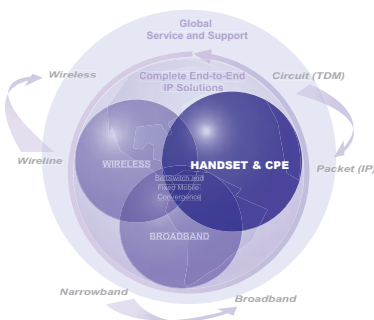 Global
Service and Support
Wireless
Complete End-to-End
IP Solutions
Circuit (TDM)
Wireline
WIRELESS
HANDSET & CPE
Packet (IP)
Softswitch and
Fixed Mobile
Convergence
BROADBAND
Narrowband
Broadband